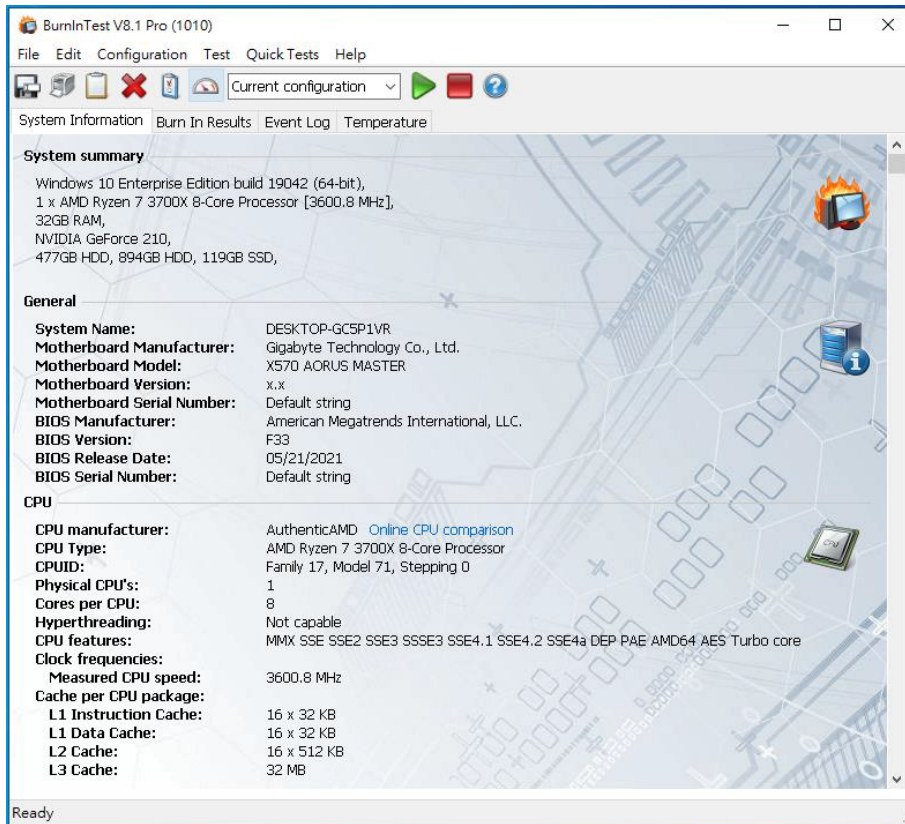 BurnInTest V8.1 Pro (1010)
File Edit Configuration Test Quick Tests Help
Current configuration
System Information Burn In Results Event Log Temperature
System summary
Windows 10 Enterprise Edition build 19042 (64-bit),
1 x AMD Ryzen 7 3700X 8-Core Processor [3600.8 MHz],
32GB RAM,
NVIDIA GeForce 210,
477GB HDD, 894GB HDD, 119GB SSD,
General
System Name: DESKTOP-GC5P1VR
Motherboard Manufacturer: Gigabyte Technology Co., Ltd.
Motherboard Model: X570 AORUS MASTER
Motherboard Version: x.x
Motherboard Serial Number: Default string
BIOS Manufacturer: American Megatrends International, LLC.
BIOS Version: F33
BIOS Release Date: 05/21/2021
BIOS Serial Number: Default string
CPU
CPU manufacturer: AuthenticAMD Online CPU comparison
CPU Type: AMD Ryzen 7 3700X 8-Core Processor
CPUID: Family 17, Model 71, Stepping 0
Physical CPU's: 1
Cores per CPU: 8
Hyperthreading: Not capable
CPU features: MMX SSE SSE2 SSE3 SSSE3 SSE4.1 SSE4.2 SSE4a DEP PAE AMD64 AES Turbo core
Clock frequencies:
Measured CPU speed: 3600.8 MHz
Cache per CPU package:
L1 Instruction Cache: 16 x 32 KB
L1 Data Cache: 16 x 32 KB
L2 Cache: 16 x 512 KB
L3 Cache: 32 MB
Ready